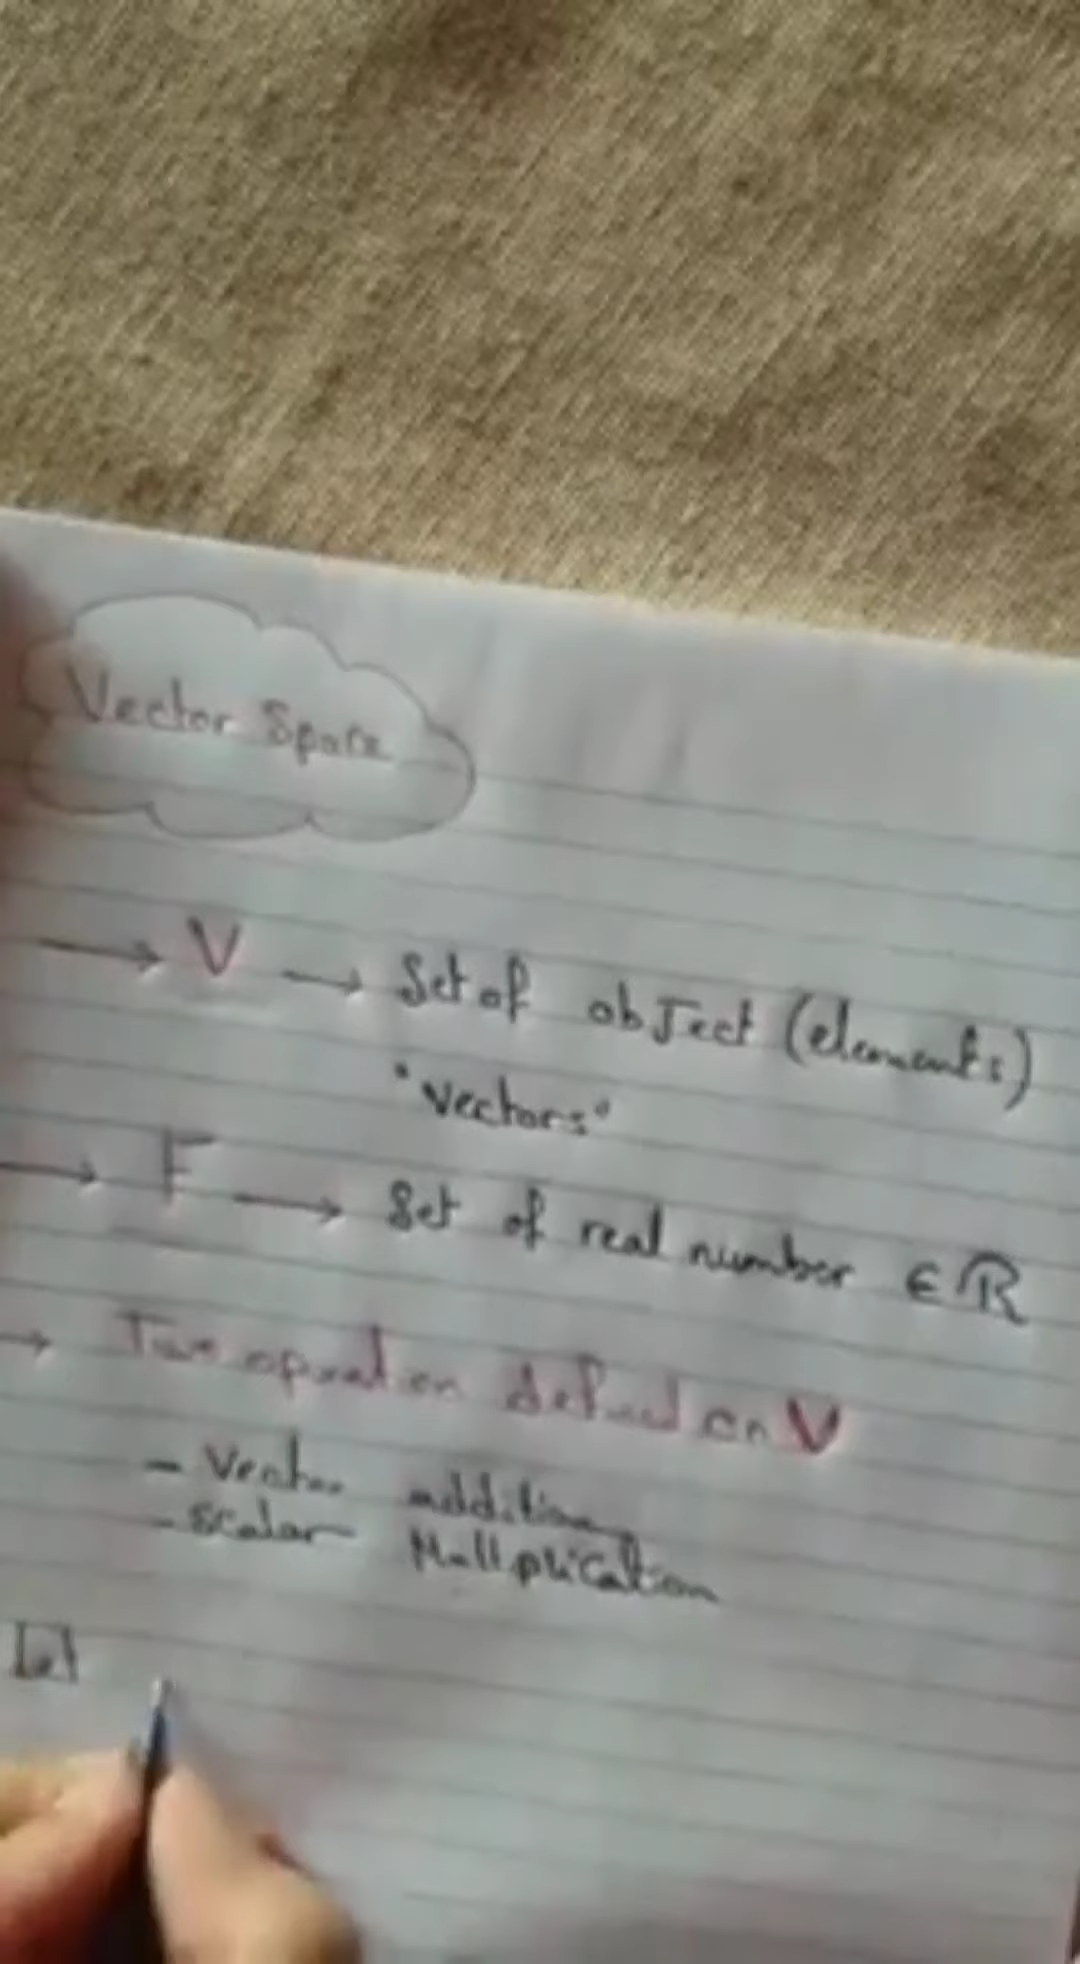 Vector Space
→ V → Set of object (elements)
"vectors"
→ F → Set of real number ∈ ℝ
→ Two operation defined on V
- Vector addition
- scalar Multiplication
Let